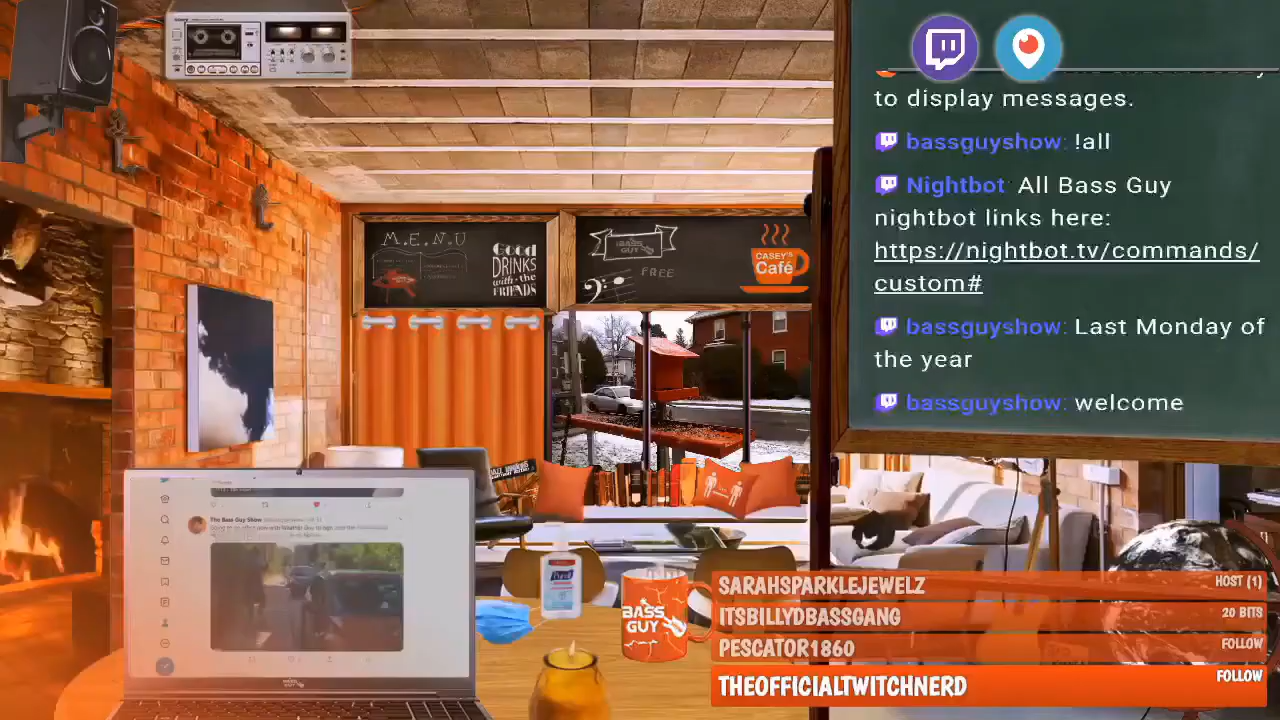 to display messages.
bassguyshow: !all
Nightbot All Bass Guy
nightbot links here:
https://nightbot.tv/commands/
custom#
bassguyshow: Last Monday of
the year
bassguyshow: welcome
M.E.N.U
Good
DRINKS
with the
FRIENDS
BASS
GUY
FREE
CASEY'S
Café
The Bass Guy Show
Purell
BASS
GUY
SARAHSPARKLEJEWELZ HOST (1)
ITSBILLYDBASSGANG 20 BITS
PESCATOR1860 FOLLOW
THEOFFICIALTWITCHNERD FOLLOW